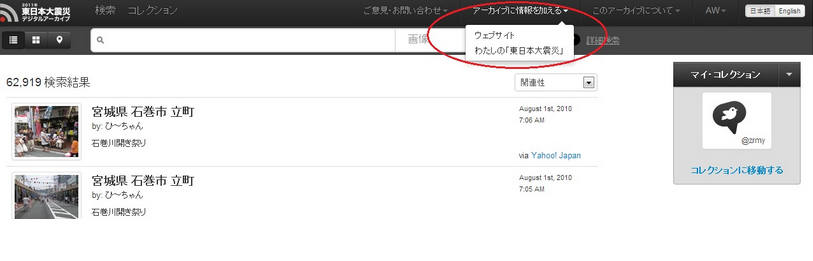 2011年
東日本大震災
デジタルアーカイブ
検索 コレクション
ご意見・お問い合わせ
アーカイブに情報を加える
このアーカイブについて
AW
日本語 English
ウェブサイト
わたしの「東日本大震災」
画像
詳細検索
62,919 検索結果
関連性
宮城県 石巻市 立町
by: ひ〜ちゃん
石巻川開き祭り
August 1st, 2010
7:06 AM
via Yahoo! Japan
宮城県 石巻市 立町
by: ひ〜ちゃん
石巻川開き祭り
August 1st, 2010
7:05 AM
マイ・コレクション
@zrmy
コレクションに移動する